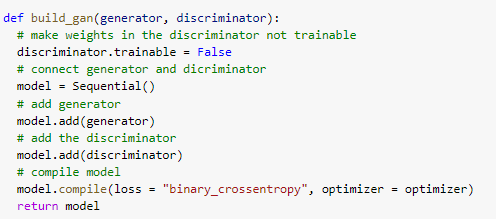 def build_gan(generator, discriminator):
# make weights in the discriminator not trainable
discriminator.trainable = False
# connect generator and dicriminator
model = Sequential()
# add generator
model.add(generator)
# add the discriminator
model.add(discriminator)
# compile model
model.compile(loss = "binary_crossentropy", optimizer = optimizer)
return model